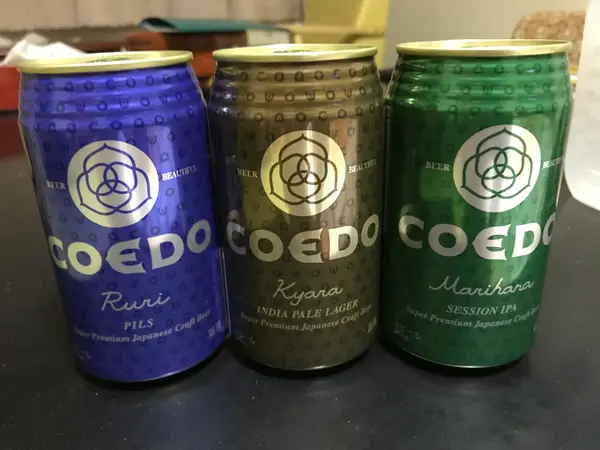 BEER BEAUTIFUL
COEDO
Ruri
PILS
Super Premium Japanese Craft Beer
BEER BEAUTIFUL
COEDO
Kyara
INDIA PALE LAGER
Super Premium Japanese Craft Beer
BEER BEAUTIFUL
COEDO
Marihana
SESSION IPA
Super Premium Japanese Craft Beer